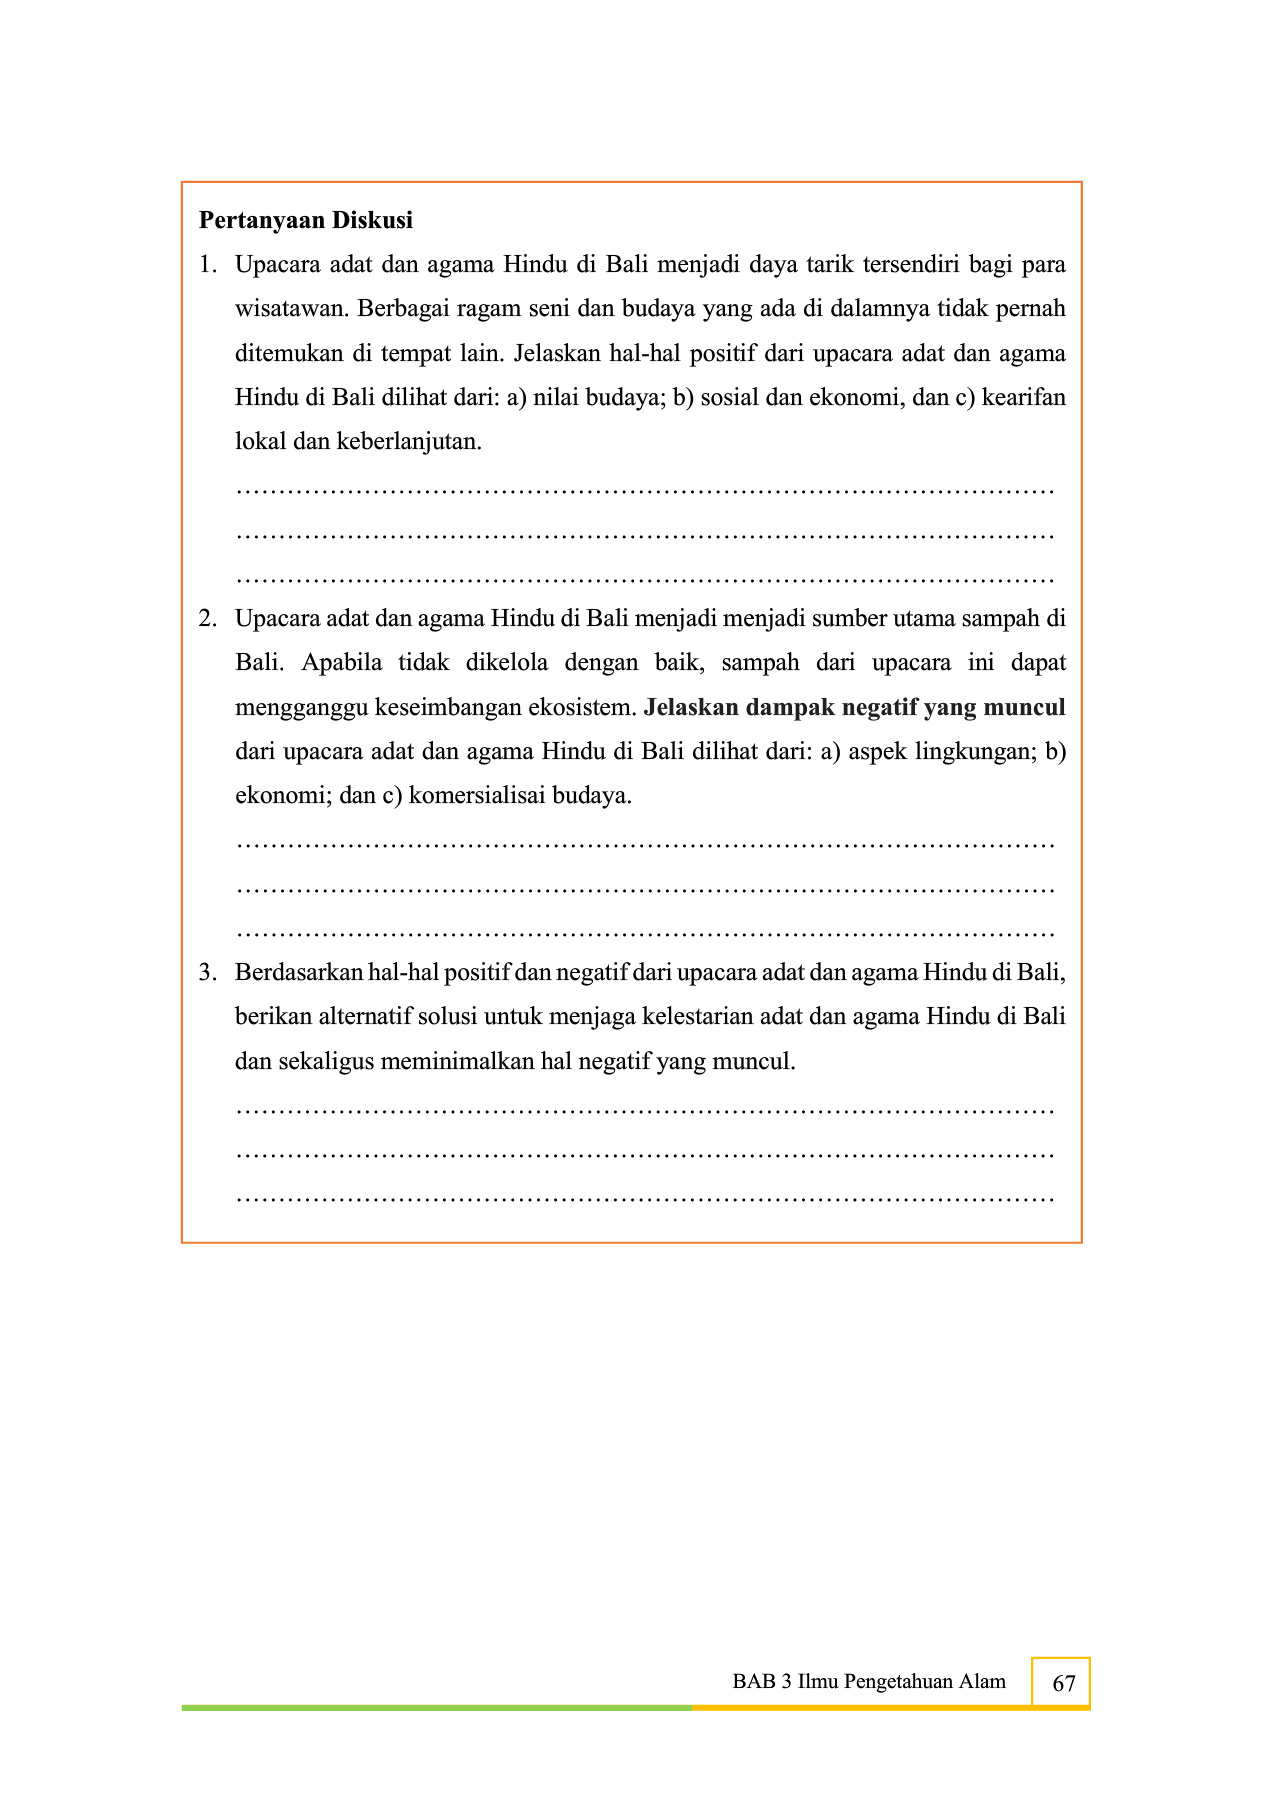 Pertanyaan Diskusi
1. Upacara adat dan agama Hindu di Bali menjadi daya tarik tersendiri bagi para
wisatawan. Berbagai ragam seni dan budaya yang ada di dalamnya tidak pernah
ditemukan di tempat lain. Jelaskan hal-hal positif dari upacara adat dan agama
Hindu di Bali dilihat dari: a) nilai budaya; b) sosial dan ekonomi, dan c) kearifan
lokal dan keberlanjutan.
……………………………………………………………………………………
……………………………………………………………………………………
……………………………………………………………………………………
2. Upacara adat dan agama Hindu di Bali menjadi menjadi sumber utama sampah di
Bali. Apabila tidak dikelola dengan baik, sampah dari upacara ini dapat
mengganggu keseimbangan ekosistem. Jelaskan dampak negatif yang muncul
dari upacara adat dan agama Hindu di Bali dilihat dari: a) aspek lingkungan; b)
ekonomi; dan c) komersialisai budaya.
……………………………………………………………………………………
……………………………………………………………………………………
……………………………………………………………………………………
3. Berdasarkan hal-hal positif dan negatif dari upacara adat dan agama Hindu di Bali,
berikan alternatif solusi untuk menjaga kelestarian adat dan agama Hindu di Bali
dan sekaligus meminimalkan hal negatif yang muncul.
……………………………………………………………………………………
……………………………………………………………………………………
……………………………………………………………………………………
BAB 3 Ilmu Pengetahuan Alam 67